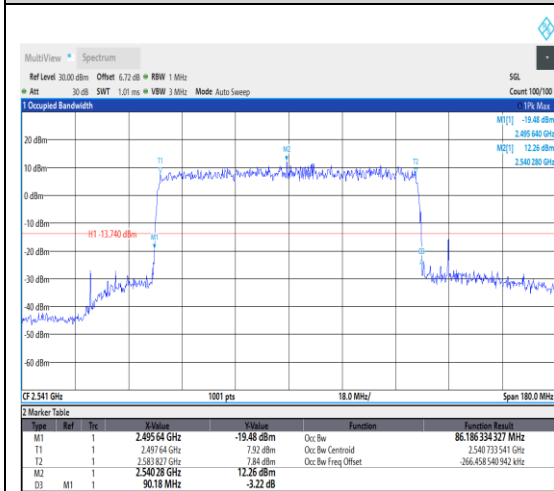 MultiView Spectrum
Ref Level 30.00 dBm Offset 6.72 dB RBW 1 MHz SGL
Att 30 dB SWT 1.01 ms VBW 3 MHz Mode Auto Sweep Count 100/100
1 Occupied Bandwidth 1Pk Max
M1[1] -19.48 dBm
2.495 640 GHz
M2[1] 12.26 dBm
2.540 280 GHz
20 dBm
10 dBm
0 dBm
-10 dBm
-20 dBm
-30 dBm
-40 dBm
-50 dBm
-60 dBm
T1
M2
T2
H1 -13.740 dBm
M1
D3
CF 2.541 GHz 1001 pts 18.0 MHz/ Span 180.0 MHz
2 Marker Table
Type Ref Trc X-Value Y-Value Function Function Result
M1 1 2.495 64 GHz -19.48 dBm Occ Bw 86.186 334 327 MHz
T1 1 2.497 64 GHz 7.92 dBm Occ Bw Centroid 2.540 733 541 GHz
T2 1 2.583 827 GHz 7.84 dBm Occ Bw Freq Offset -266.458 540 942 kHz
M2 1 2.540 28 GHz 12.26 dBm
D3 M1 1 90.18 MHz -3.22 dB